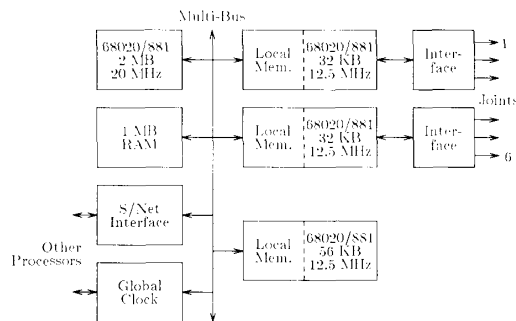 Multi-Bus
68020/881
2 MB
20 MHz
Local
Mem.
68020/881
32 KB
12.5 MHz
Inter-
face
1
Joints
1 MB
RAM
Local
Mem.
68020/881
32 KB
12.5 MHz
Inter-
face
6
S/Net
Interface
Other
Processors
Local
Mem.
68020/881
56 KB
12.5 MHz
Global
Clock